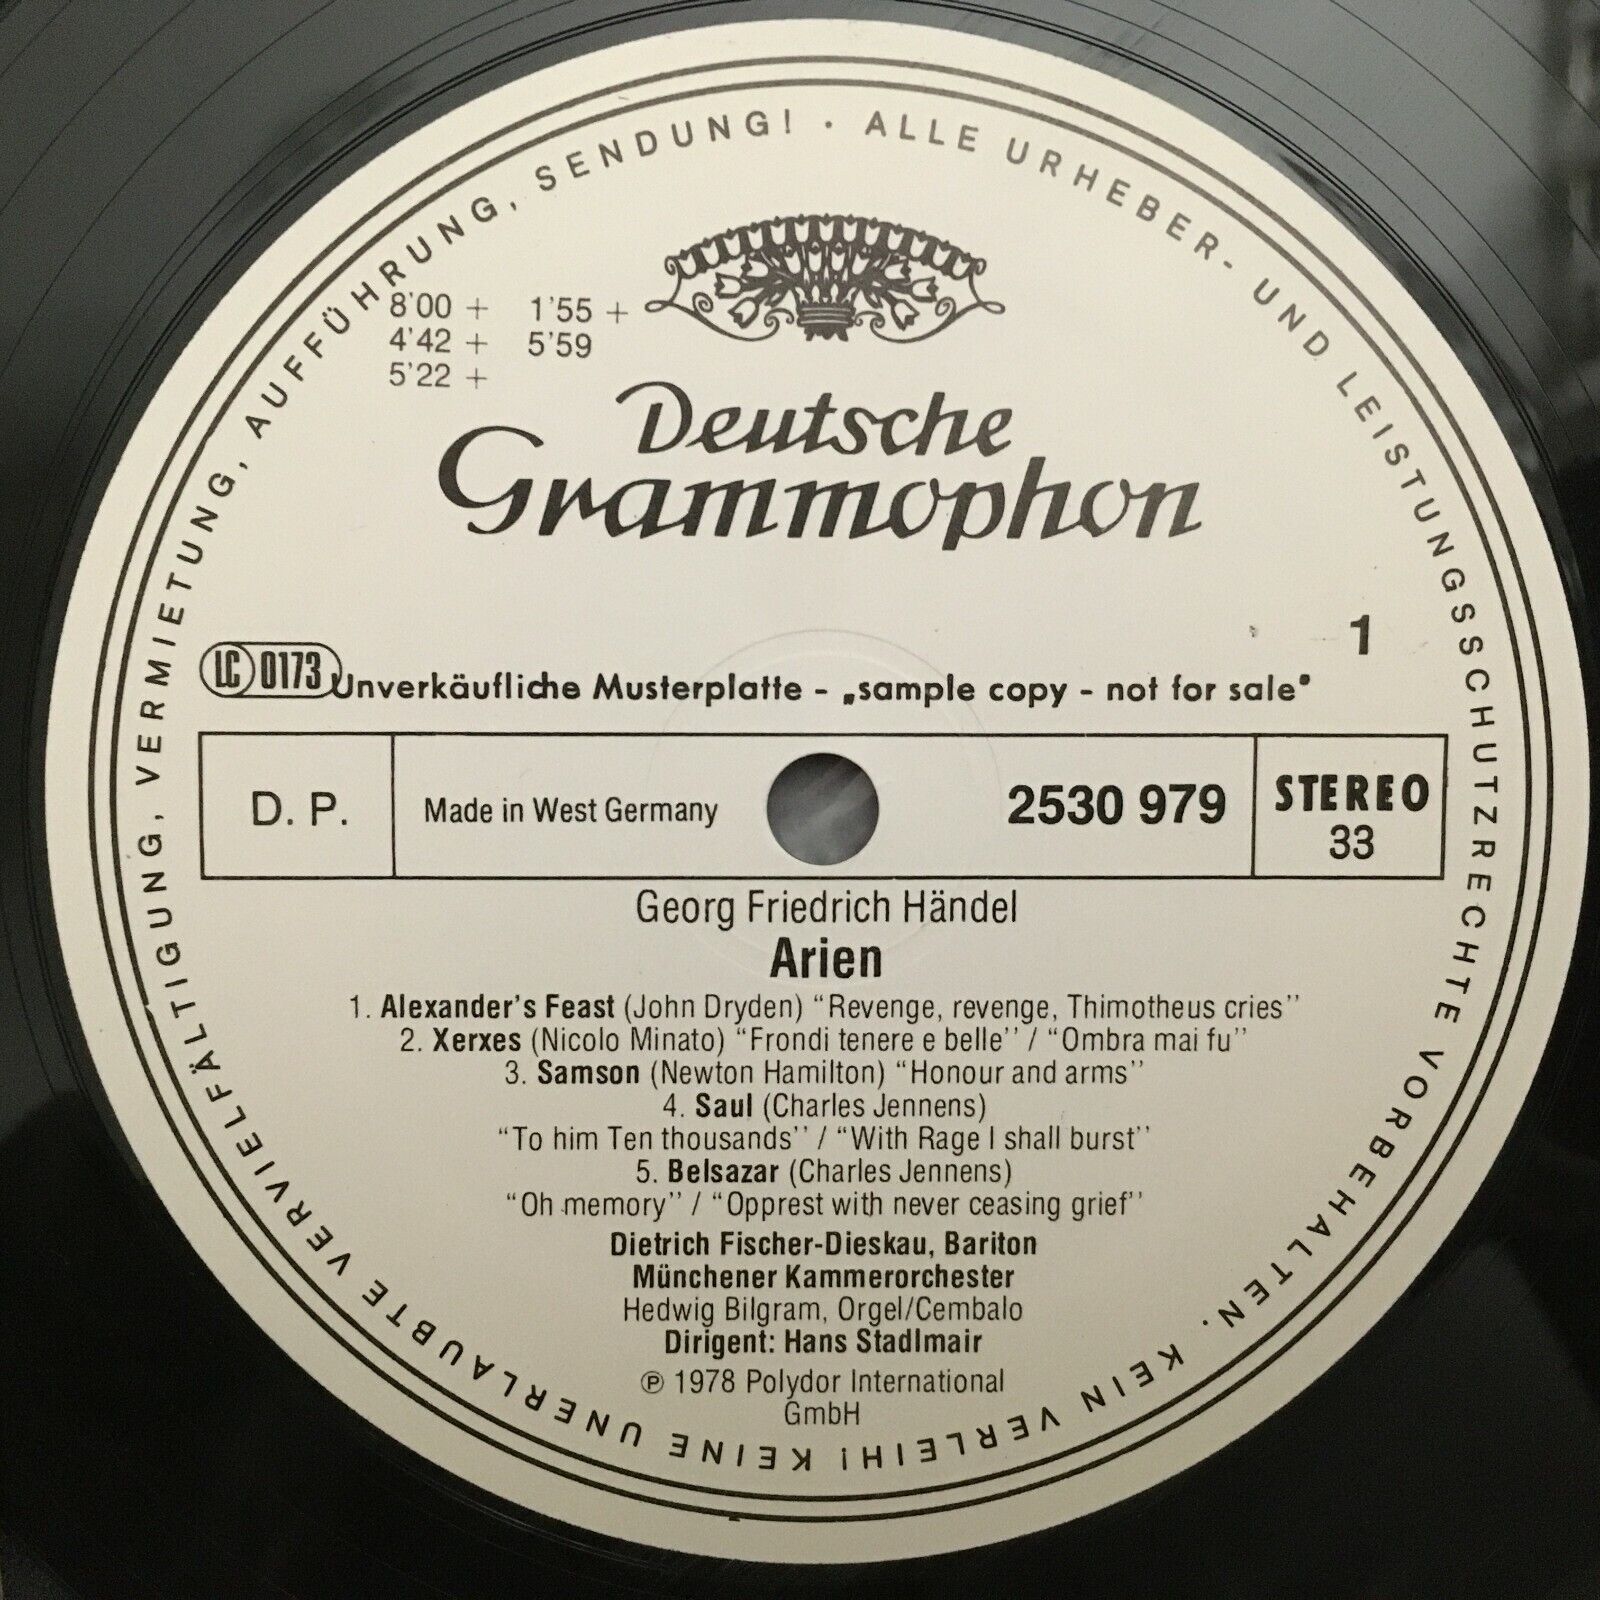 ALLE URHEBER- UND LEISTUNGSSCHUTZRECHTE VORBEHALTEN. KEIN VERLEIH! KEINE UNERLAUBTE VERVIELFÄLTIGUNG, VERMIETUNG, AUFFÜHRUNG, SENDUNG! ·
8'00 + 1'55 +
4'42 + 5'59
5'22 +
Deutsche
Grammophon
1
LC 0173
Unverkäufliche Musterplatte - „sample copy - not for sale"
D. P.
Made in West Germany
2530 979
STEREO
33
Georg Friedrich Händel
Arien
1. Alexander's Feast (John Dryden) “Revenge, revenge, Thimotheus cries’’
2. Xerxes (Nicolo Minato) “Frondi tenere e belle’’ / “Ombra mai fu’’
3. Samson (Newton Hamilton) “Honour and arms’’
4. Saul (Charles Jennens)
“To him Ten thousands’’ / “With Rage I shall burst’’
5. Belsazar (Charles Jennens)
“Oh memory’’ / “Opprest with never ceasing grief’’
Dietrich Fischer-Dieskau, Bariton
Münchener Kammerorchester
Hedwig Bilgram, Orgel/Cembalo
Dirigent: Hans Stadlmair
℗ 1978 Polydor International
GmbH